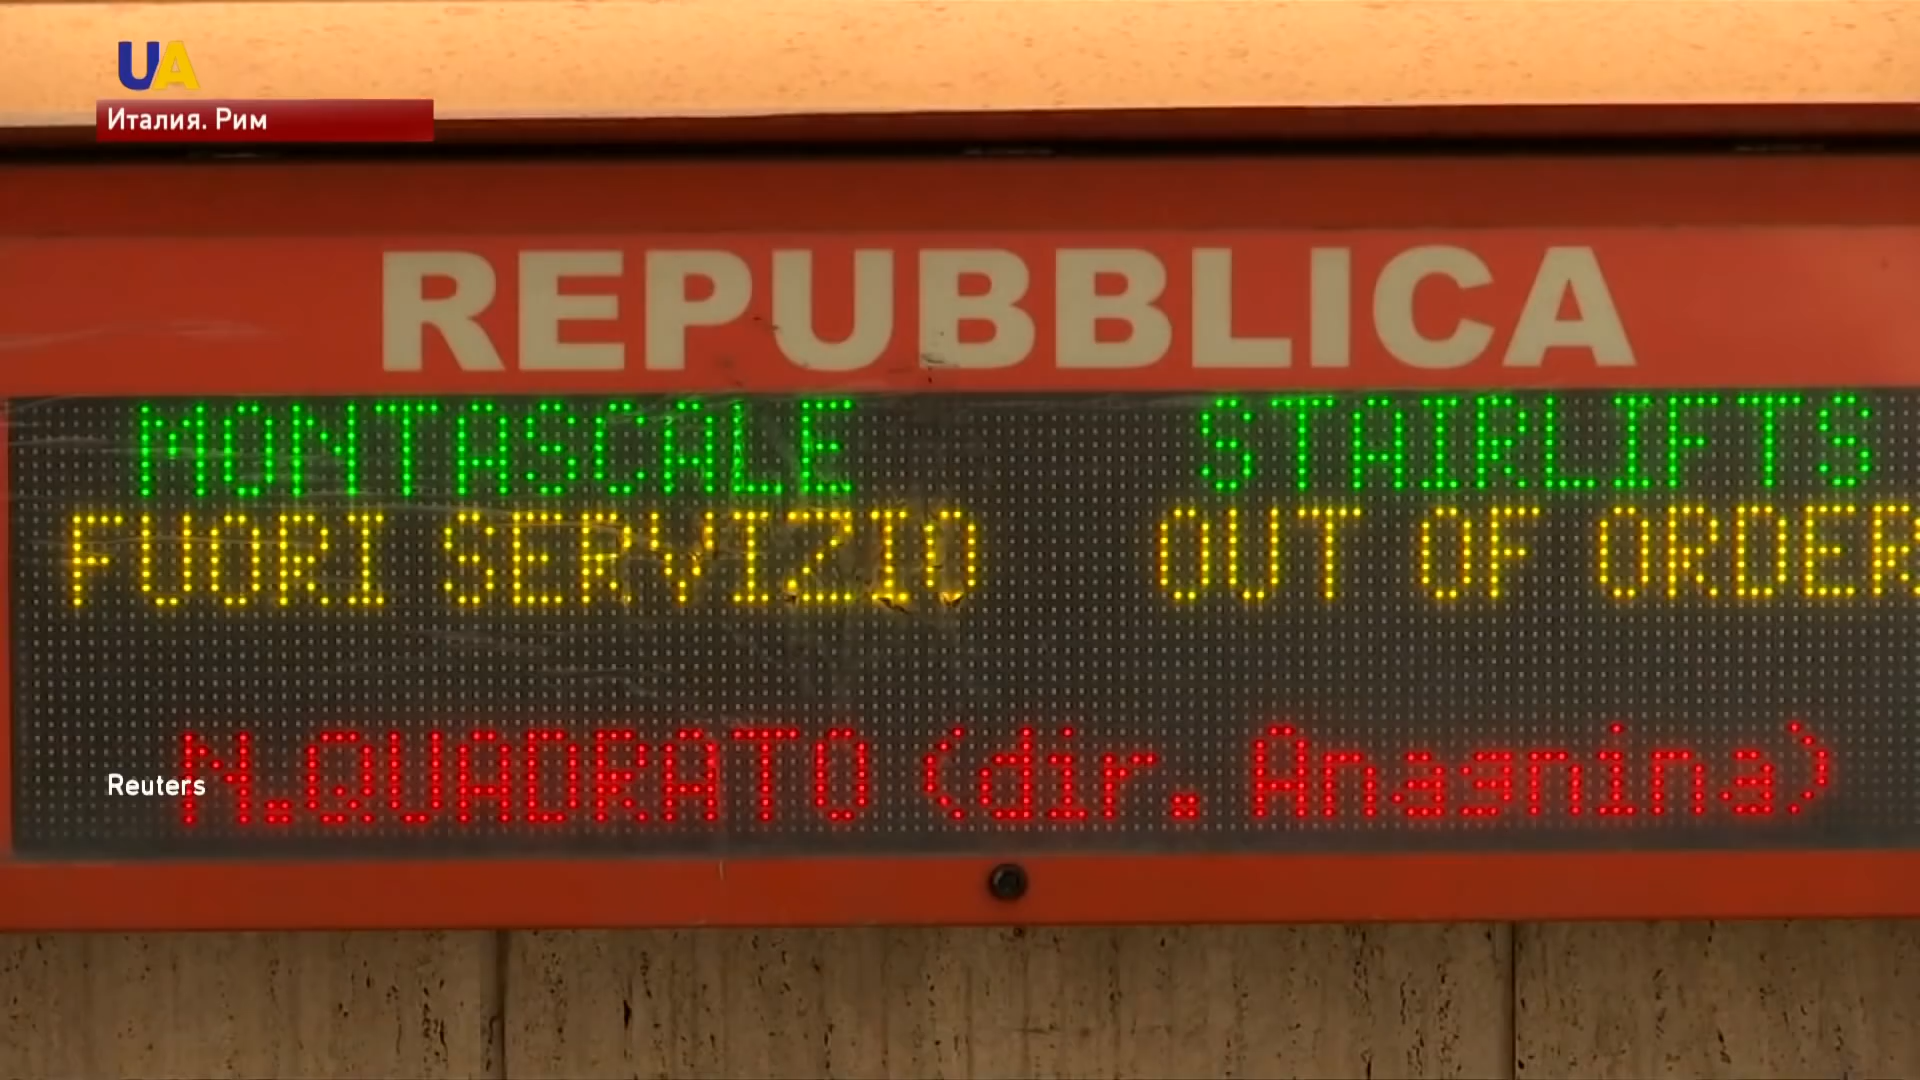 UA
Италия. Рим
REPUBBLICA
MONTASCALE STAIRLIFTS
FUORI SERVIZIO OUT OF ORDER
N.QUADRATO (dir. Anagnina)
Reuters